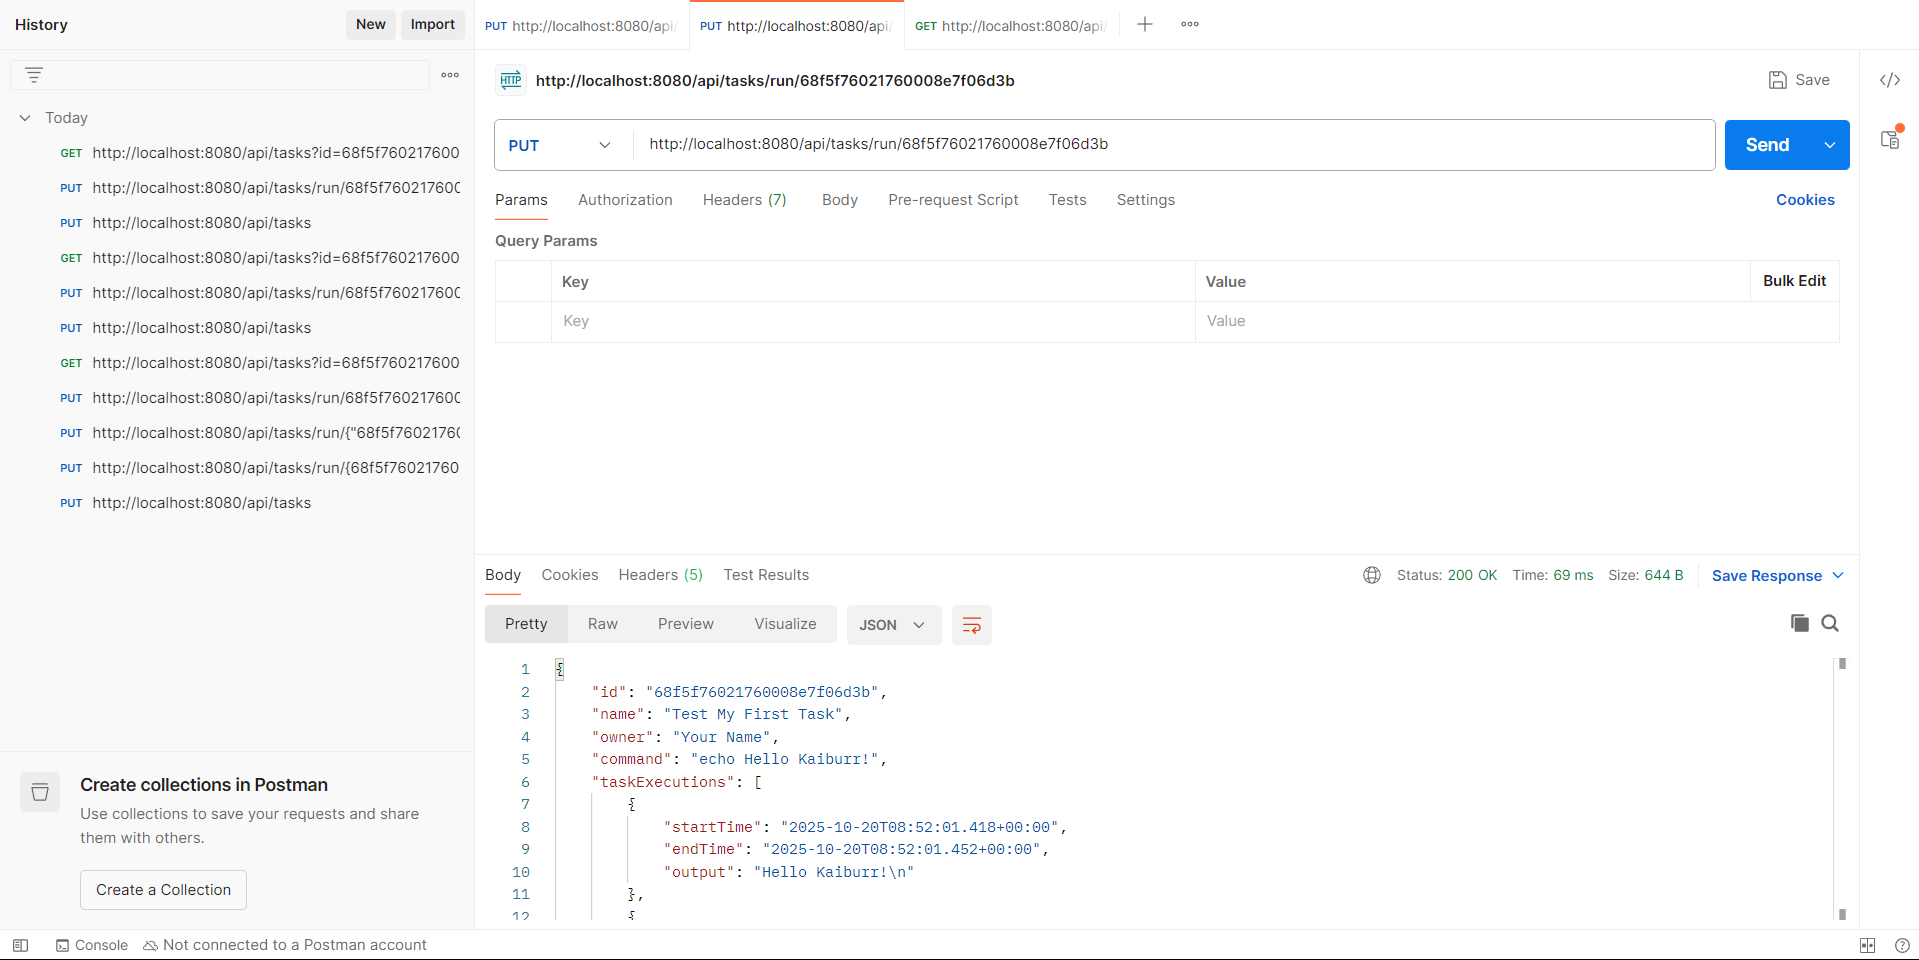 History
New
Import
Today
GET http://localhost:8080/api/tasks?id=68f5f760217600
PUT http://localhost:8080/api/tasks/run/68f5f760217600
PUT http://localhost:8080/api/tasks
GET http://localhost:8080/api/tasks?id=68f5f760217600
PUT http://localhost:8080/api/tasks/run/68f5f760217600
PUT http://localhost:8080/api/tasks
GET http://localhost:8080/api/tasks?id=68f5f760217600
PUT http://localhost:8080/api/tasks/run/68f5f760217600
PUT http://localhost:8080/api/tasks/run/{"68f5f7602176
PUT http://localhost:8080/api/tasks/run/{68f5f76021760
PUT http://localhost:8080/api/tasks
Create collections in Postman
Use collections to save your requests and share
them with others.
Create a Collection
PUT http://localhost:8080/api/
PUT http://localhost:8080/api/
GET http://localhost:8080/api/
HTTP
http://localhost:8080/api/tasks/run/68f5f76021760008e7f06d3b
Save
PUT
http://localhost:8080/api/tasks/run/68f5f76021760008e7f06d3b
Send
Params Authorization Headers (7) Body Pre-request Script Tests Settings Cookies
Query Params
Key Value Bulk Edit
Key Value
Body Cookies Headers (5) Test Results Status: 200 OK Time: 69 ms Size: 644 B Save Response
Pretty Raw Preview Visualize JSON
1 {
2 "id": "68f5f76021760008e7f06d3b",
3 "name": "Test My First Task",
4 "owner": "Your Name",
5 "command": "echo Hello Kaiburr!",
6 "taskExecutions": [
7 {
8 "startTime": "2025-10-20T08:52:01.418+00:00",
9 "endTime": "2025-10-20T08:52:01.452+00:00",
10 "output": "Hello Kaiburr!\n"
11 },
12 {
Console Not connected to a Postman account